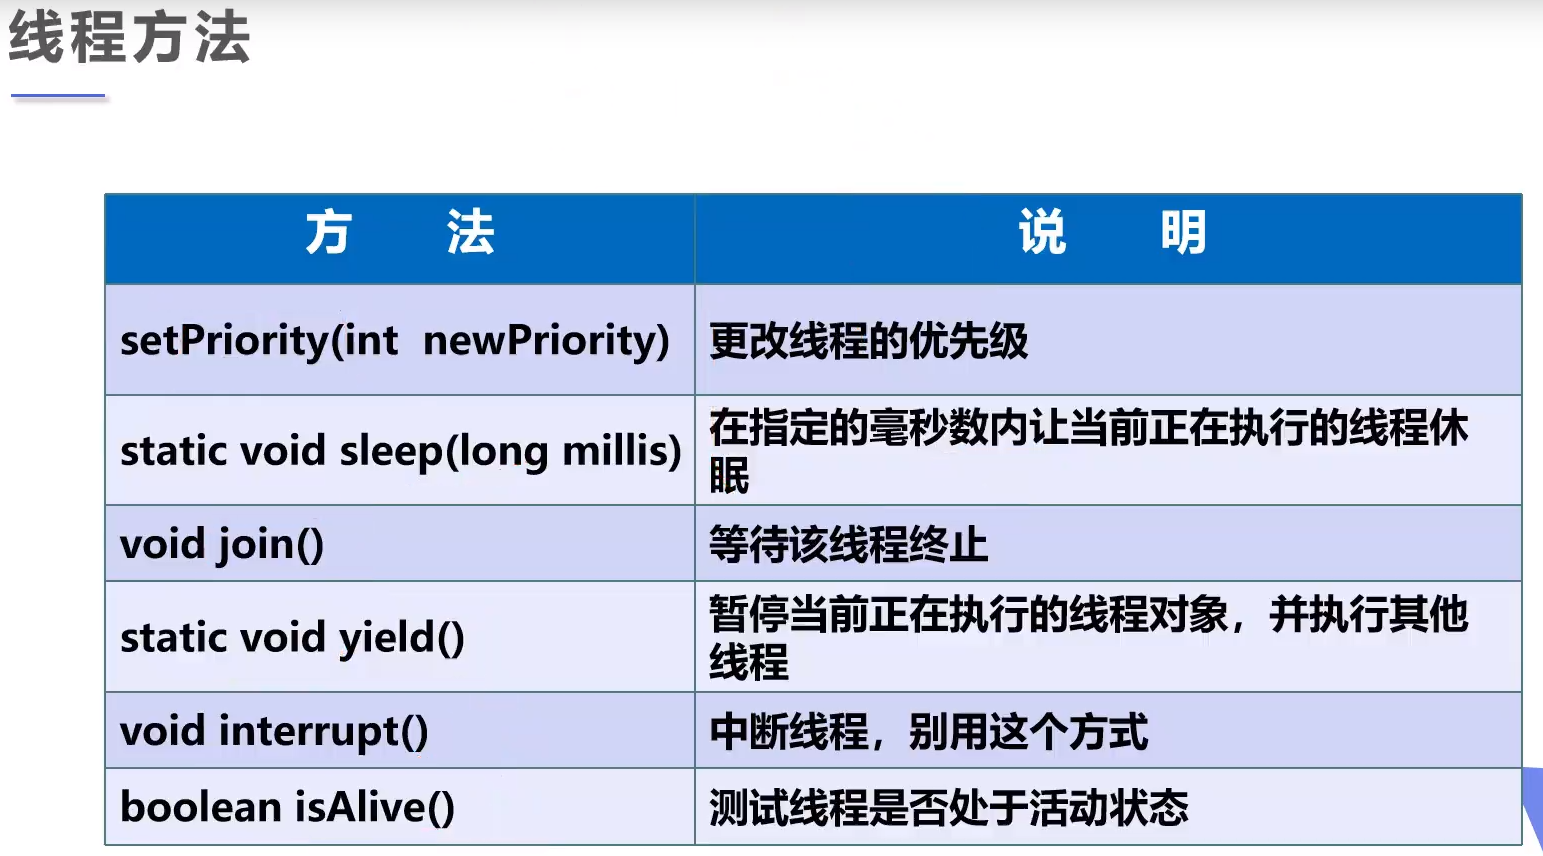 线程方法
方 法
说 明
setPriority(int newPriority)
更改线程的优先级
static void sleep(long millis)
在指定的毫秒数内让当前正在执行的线程休
眠
void join()
等待该线程终止
static void yield()
暂停当前正在执行的线程对象，并执行其他
线程
void interrupt()
中断线程，别用这个方式
boolean isAlive()
测试线程是否处于活动状态